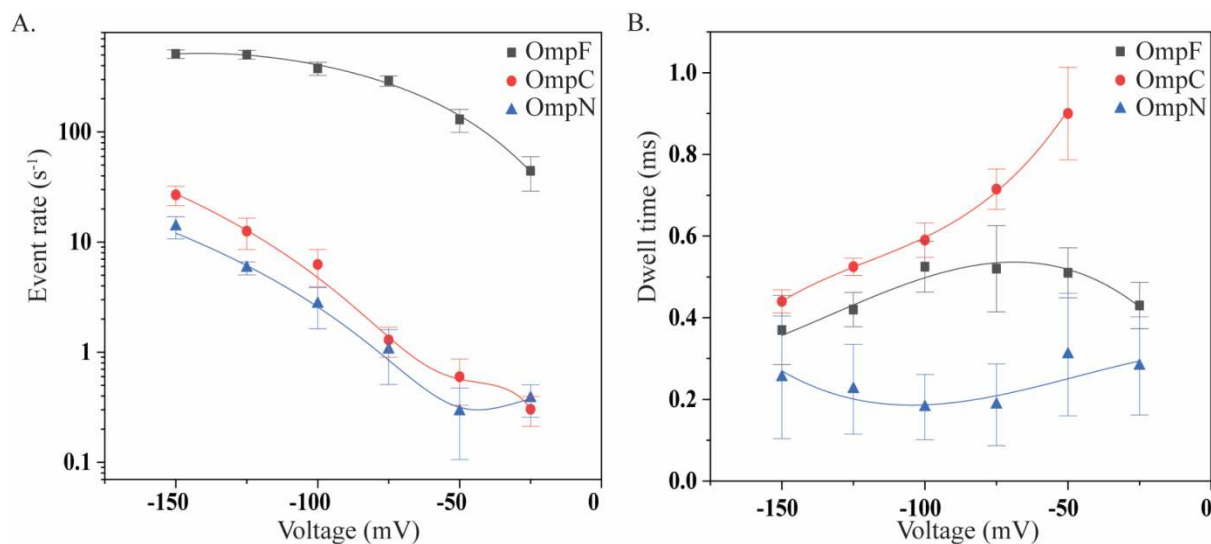 A.
OmpF
OmpC
OmpN
100
10
1
0.1
Event rate (s⁻¹)
-150
-100
-50
0
Voltage (mV)
B.
OmpF
OmpC
OmpN
1.0
0.8
0.6
0.4
0.2
0.0
Dwell time (ms)
-150
-100
-50
0
Voltage (mV)